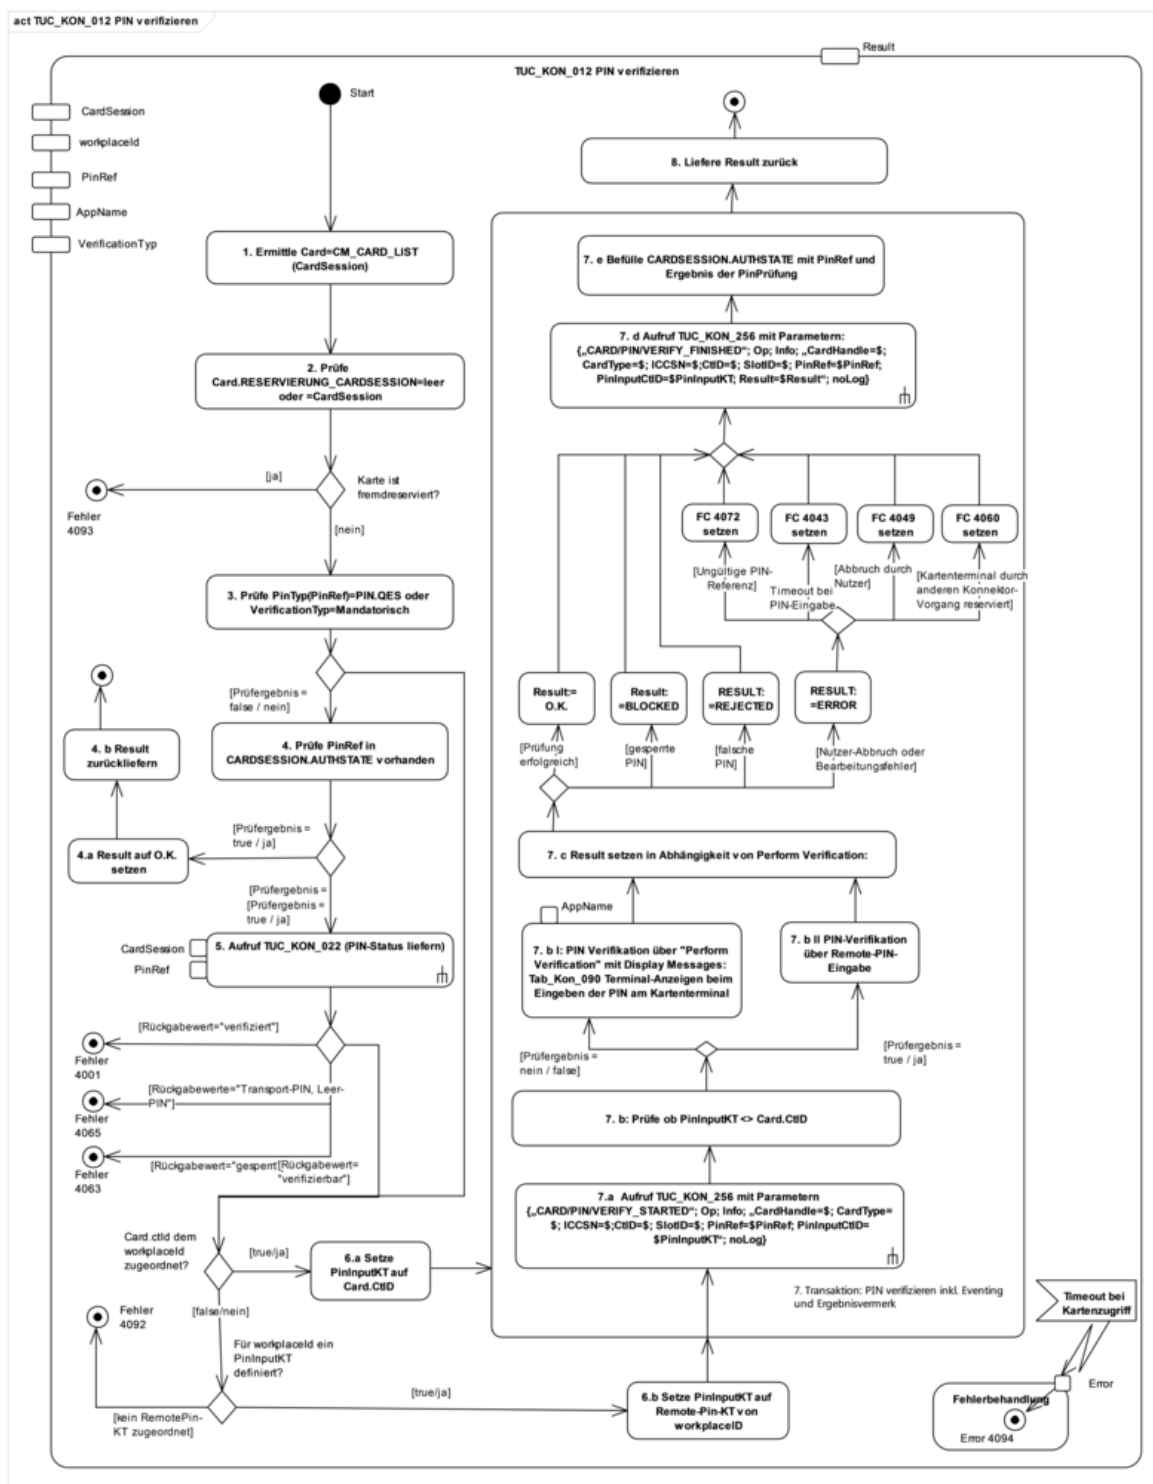 act TUC_KON_012 PIN verifizieren
Result
TUC_KON_012 PIN verifizieren
CardSession
workplaceId
PinRef
AppName
VerificationTyp
Start
1. Ermittle Card=CM_CARD_LIST
(CardSession)
2. Prüfe
Card.RESERVIERUNG_CARDSESSION=leer
oder =CardSession
[ja]
Karte ist
fremdreserviert?
Fehler
4093
[nein]
3. Prüfe PinTyp(PinRef)=PIN.QES oder
VerificationTyp=Mandatorisch
[Prüfergebnis =
false / nein]
4. b Result
zurückliefern
4. Prüfe PinRef in
CARDSESSION.AUTHSTATE vorhanden
[Prüfergebnis =
true / ja]
4.a Result auf O.K.
setzen
[Prüfergebnis =
[Prüfergebnis =
true / ja]
CardSession
PinRef
5. Aufruf TUC_KON_022 (PIN-Status liefern)
[Rückgabewert="verifiziert"]
Fehler
4001
[Rückgabewerte="Transport-PIN, Leer-
PIN"]
Fehler
4065
[Rückgabewert="gesperrt
[Rückgabewert=
"verifizierbar"]
Fehler
4063
Card.ctId dem
workplaceId
zugeordnet?
[true/ja]
6.a Setze
PinInputKT auf
Card.CtID
[false/nein]
Fehler
4092
Für workplaceId ein
PinInputKT
definiert?
[true/ja]
[kein RemotePin-
KT zugeordnet]
6.b Setze PinInputKT auf
Remote-Pin-KT von
workplaceID
8. Liefere Result zurück
7. e Befülle CARDSESSION.AUTHSTATE mit PinRef und
Ergebnis der PinPrüfung
7. d Aufruf TUC_KON_256 mit Parametern:
{„CARD/PIN/VERIFY_FINISHED“; Op; Info; „CardHandle=$;
CardType=$; ICCSN=$;CtID=$; SlotID=$; PinRef=$PinRef;
PinInputCtID=$PinInputKT; Result=$Result“; noLog}
FC 4072
setzen
FC 4043
setzen
FC 4049
setzen
FC 4060
setzen
[Ungültige PIN-
Referenz]
Timeout bei
PIN-Eingabe
[Abbruch durch
Nutzer]
[Kartenterminal durch
anderen Konnektor-
Vorgang reserviert]
Result:=
O.K.
Result:
=BLOCKED
RESULT:
=REJECTED
RESULT:
=ERROR
[Prüfung
erfolgreich]
[gesperrte
PIN]
[falsche
PIN]
[Nutzer-Abbruch oder
Bearbeitungsfehler]
7. c Result setzen in Abhängigkeit von Perform Verification:
AppName
7. b I: PIN Verifikation über "Perform
Verification" mit Display Messages:
Tab_Kon_090 Terminal-Anzeigen beim
Eingeben der PIN am Kartenterminal
7. b II PIN-Verifikation
über Remote-PIN-
Eingabe
[Prüfergebnis =
nein / false]
[Prüfergebnis =
true / ja]
7. b: Prüfe ob PinInputKT <> Card.CtID
7.a Aufruf TUC_KON_256 mit Parametern
{„CARD/PIN/VERIFY_STARTED“; Op; Info; „CardHandle=$; CardType=
$; ICCSN=$;CtID=$; SlotID=$; PinRef=$PinRef; PinInputCtID=
$PinInputKT“; noLog}
7. Transaktion: PIN verifizieren inkl. Eventing
und Ergebnisvermerk
Timeout bei
Kartenzugriff
Error
Fehlerbehandlung
Error 4094